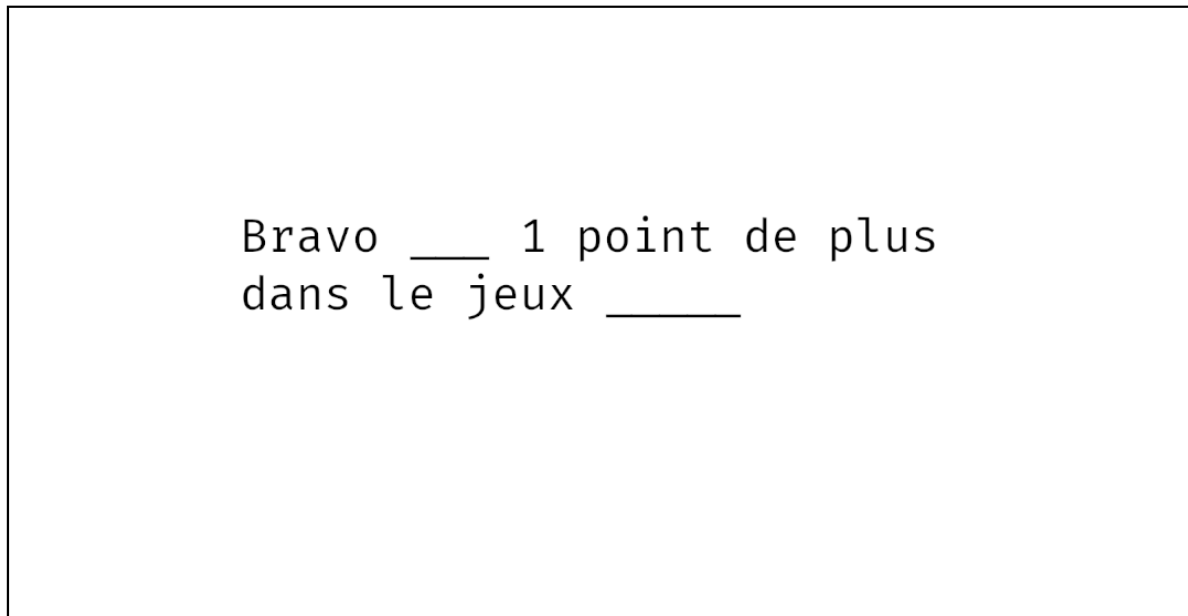 Bravo ___ 1 point de plus
dans le jeux _____